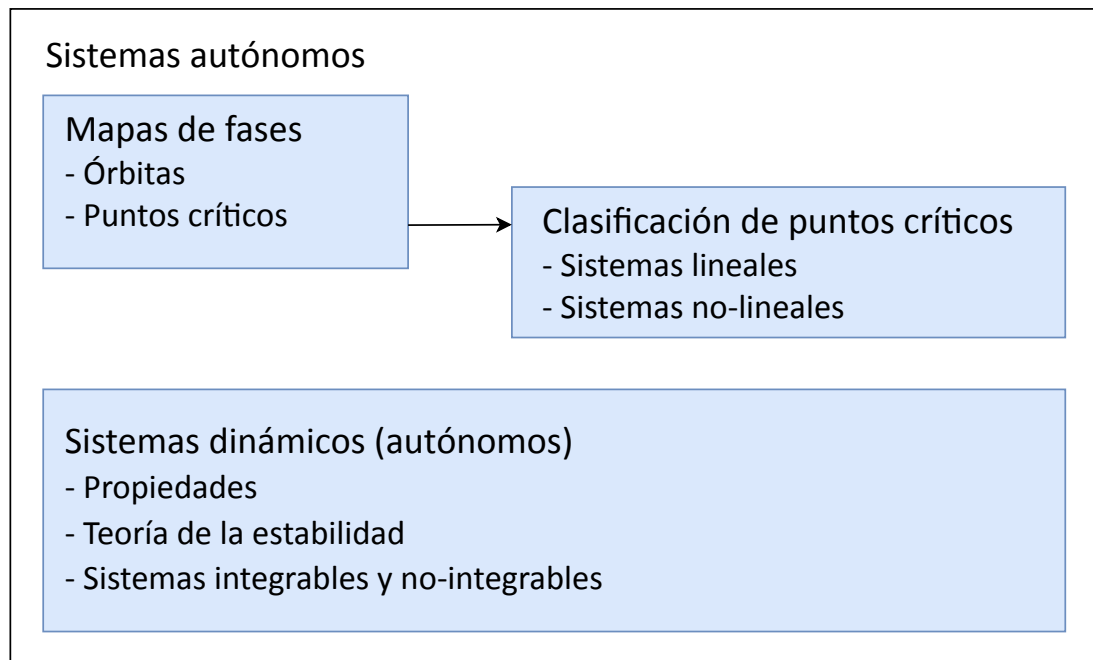 Sistemas autónomos
Mapas de fases
- Órbitas
- Puntos críticos
Clasificación de puntos críticos
- Sistemas lineales
- Sistemas no-lineales
Sistemas dinámicos (autónomos)
- Propiedades
- Teoría de la estabilidad
- Sistemas integrables y no-integrables